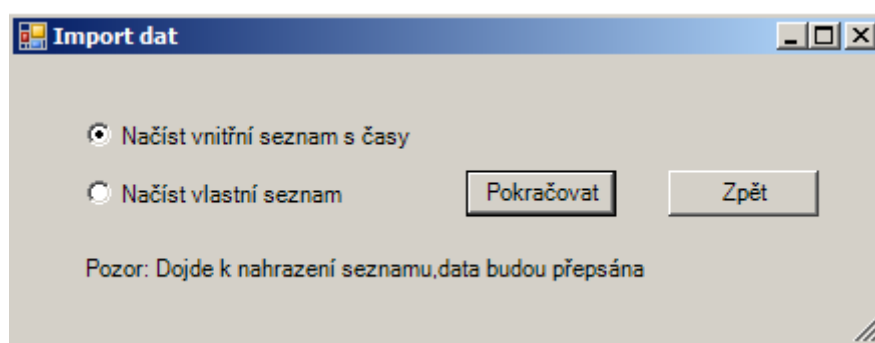 Import dat
Načíst vnitřní seznam s časy
Načíst vlastní seznam
Pokračovat
Zpět
Pozor: Dojde k nahrazení seznamu,data budou přepsána